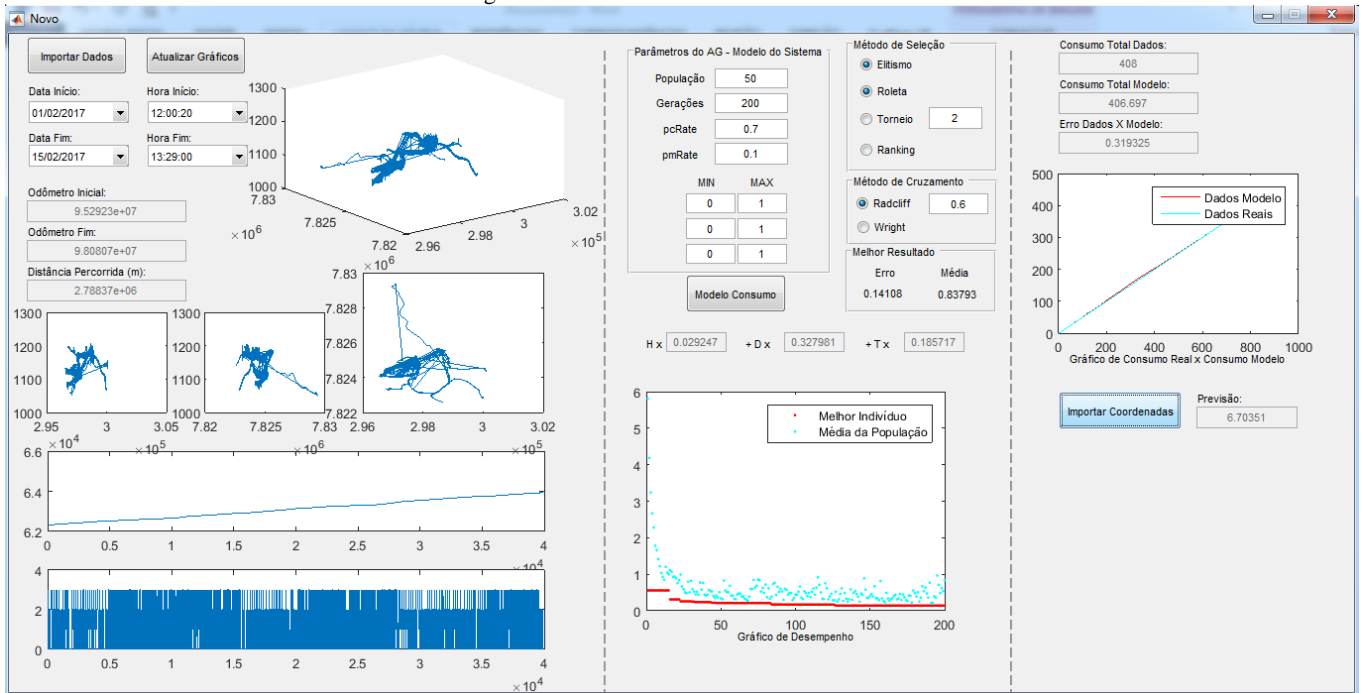 Novo
Importar Dados
Atualizar Gráficos
Data Início:
Hora Início:
01/02/2017
12:00:20
Data Fim:
Hora Fim:
15/02/2017
13:29:00
Odômetro Inicial:
9.52923e+07
Odômetro Fim:
9.80807e+07
Distância Percorrida (m):
2.78837e+06
1300
1200
1100
1000
7.83
7.825
7.82
× 10^6
2.96
2.98
3
3.02
× 10^5
1300
1200
1100
1000
2.95
3
3.05
× 10^5
1300
1200
1100
1000
7.82
7.825
7.83
× 10^6
× 10^6
7.83
7.828
7.826
7.824
7.822
2.96
2.98
3
3.02
× 10^5
× 10^4
6.6
6.4
6.2
0
0.5
1
1.5
2
2.5
3
3.5
4
× 10^4
4
2
0
0
0.5
1
1.5
2
2.5
3
3.5
4
× 10^4
Parâmetros do AG - Modelo do Sistema
População
50
Gerações
200
pcRate
0.7
pmRate
0.1
MIN
MAX
0
1
0
1
0
1
Modelo Consumo
Método de Seleção
Elitismo
Roleta
Torneio
2
Ranking
Método de Cruzamento
Radcliff
0.6
Wright
Melhor Resultado
Erro
Média
0.14108
0.83793
H x
0.029247
+ D x
0.327981
+ T x
0.185717
6
5
4
3
2
1
0
Melhor Indivíduo
Média da População
0
50
100
150
200
Gráfico de Desempenho
Consumo Total Dados:
408
Consumo Total Modelo:
406.697
Erro Dados X Modelo:
0.319325
500
400
300
200
100
0
Dados Modelo
Dados Reais
0
200
400
600
800
1000
Gráfico de Consumo Real x Consumo Modelo
Importar Coordenadas
Previsão:
6.70351